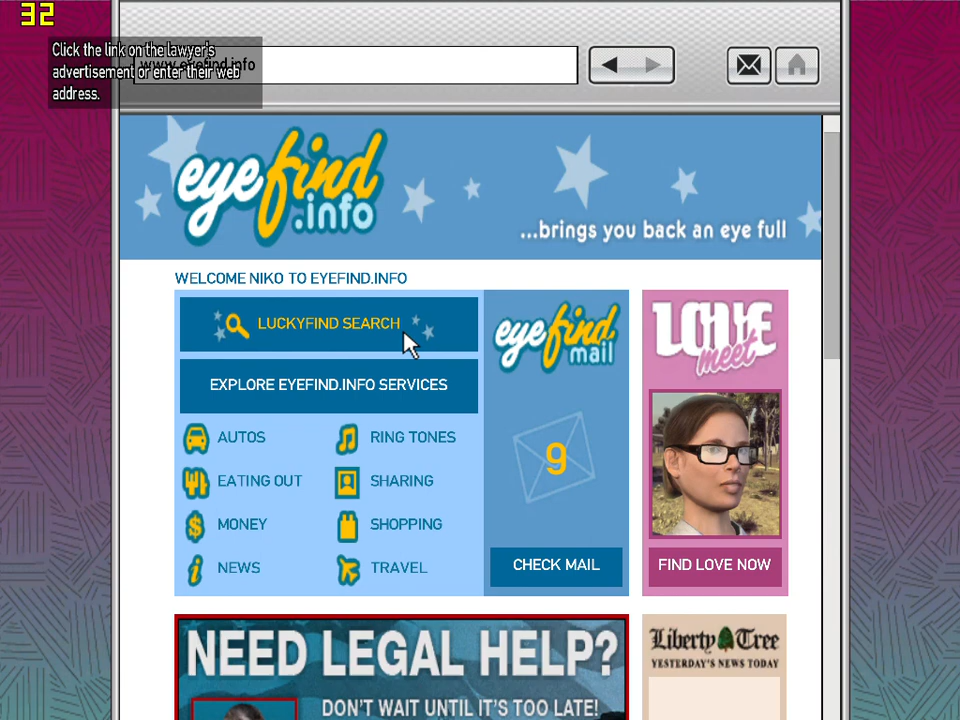 32
Click the link on the lawyer's
advertisement or enter their web
address.
www.eyefind.info
eyefind
.info
...brings you back an eye full
WELCOME NIKO TO EYEFIND.INFO
LUCKYFIND SEARCH
EXPLORE EYEFIND.INFO SERVICES
AUTOS
RING TONES
EATING OUT
SHARING
MONEY
SHOPPING
NEWS
TRAVEL
eyefind
mail
9
CHECK MAIL
LOVE
meet
FIND LOVE NOW
NEED LEGAL HELP?
DON'T WAIT UNTIL IT'S TOO LATE!
Liberty Tree
YESTERDAY'S NEWS TODAY